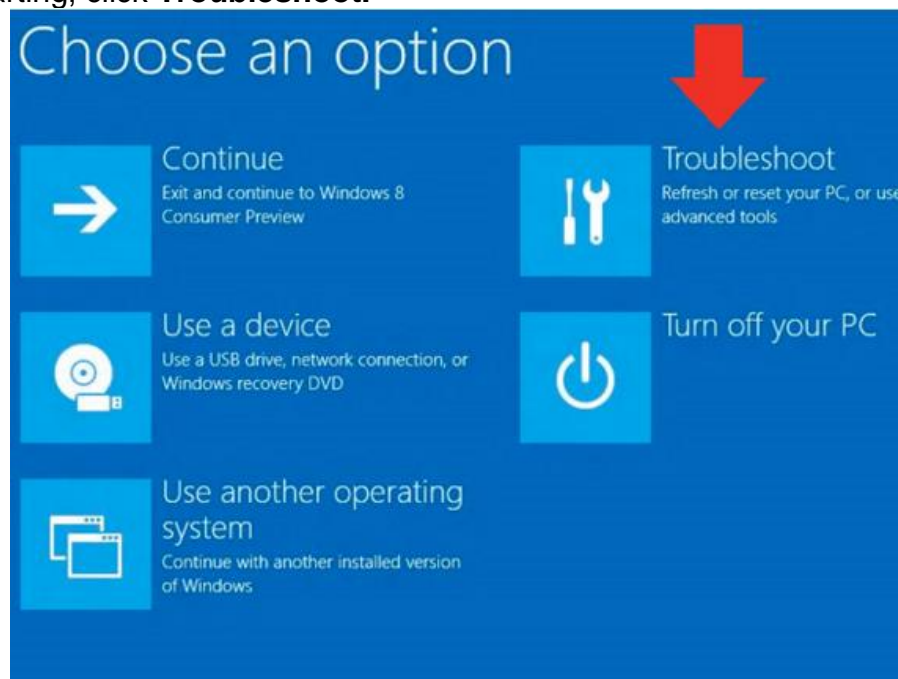 click Troubleshoot.
Choose an option
Continue
Exit and continue to Windows 8
Consumer Preview
Troubleshoot
Refresh or reset your PC, or use
advanced tools
Use a device
Use a USB drive, network connection, or
Windows recovery DVD
Turn off your PC
Use another operating
system
Continue with another installed version
of Windows